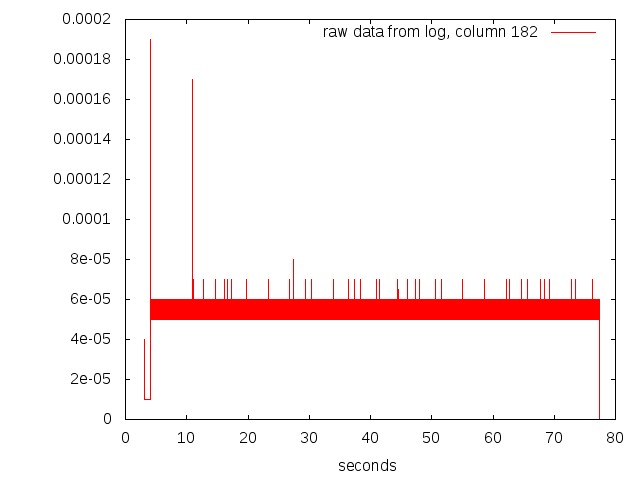 0.0002
raw data from log, column 182
0.00018
0.00016
0.00014
0.00012
0.0001
8e-05
6e-05
4e-05
2e-05
0
0 10 20 30 40 50 60 70 80
seconds